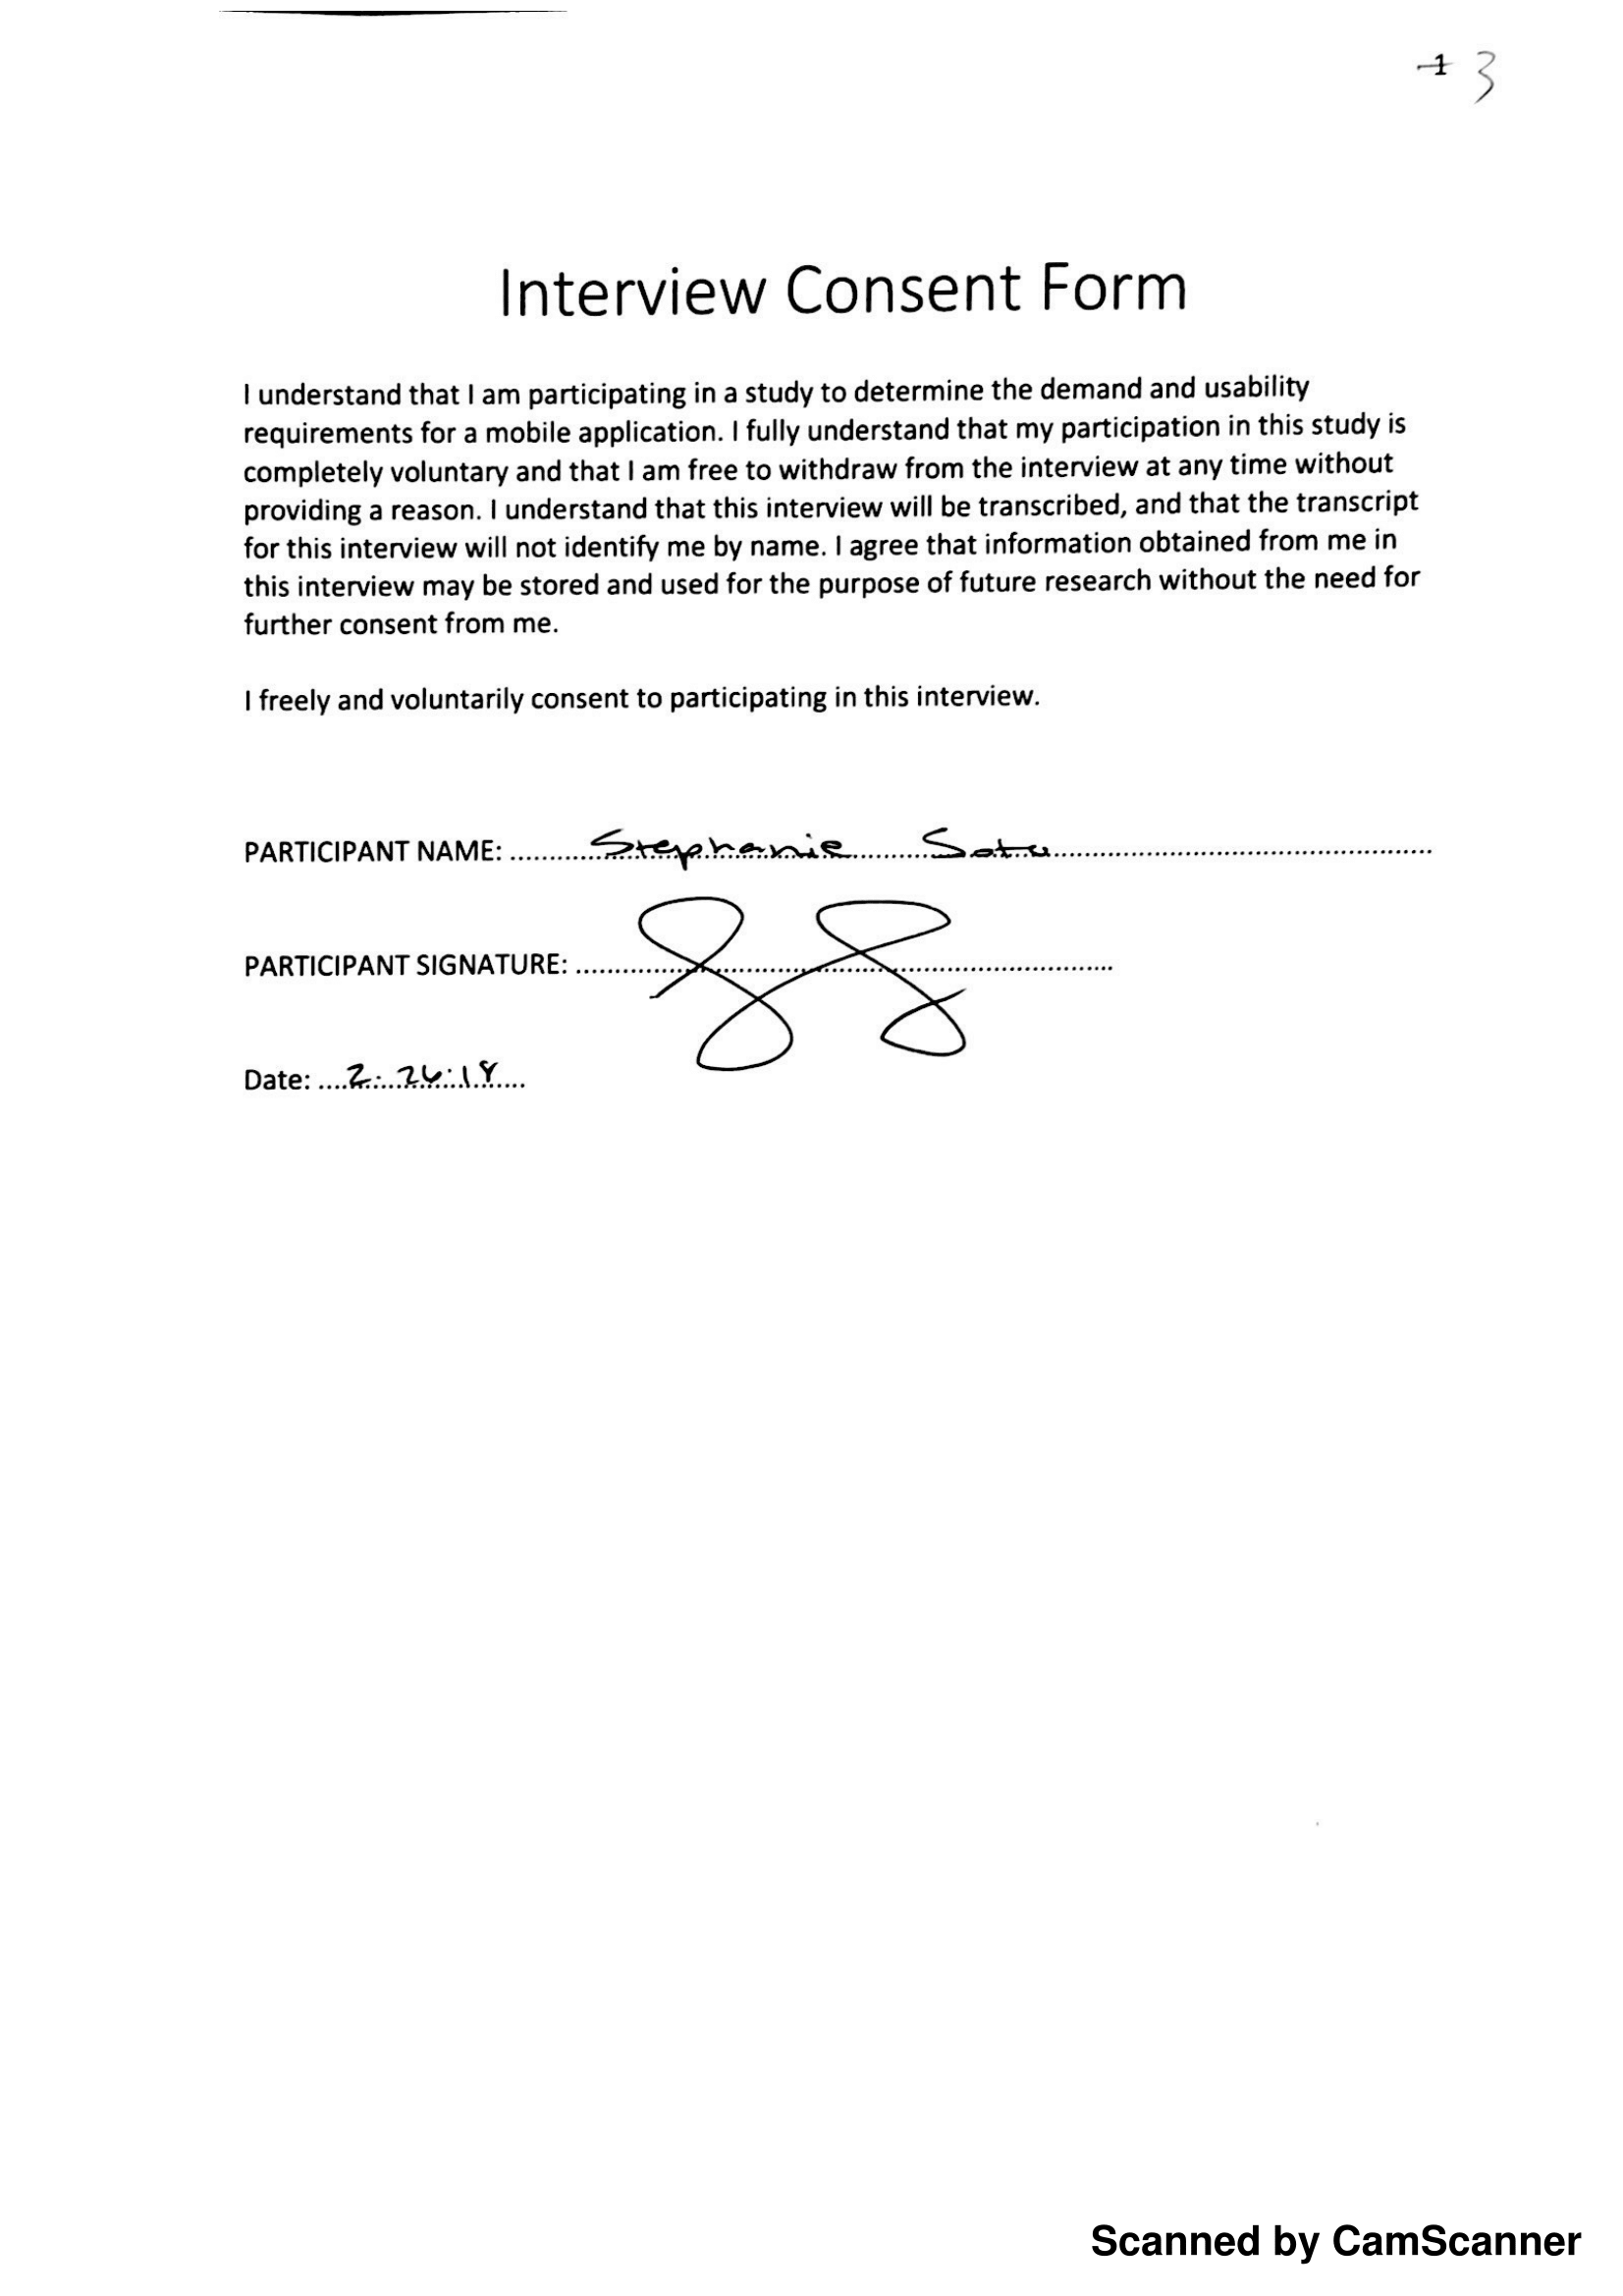 1 3
Interview Consent Form
I understand that I am participating in a study to determine the demand and usability
requirements for a mobile application. I fully understand that my participation in this study is
completely voluntary and that I am free to withdraw from the interview at any time without
providing a reason. I understand that this interview will be transcribed, and that the transcript
for this interview will not identify me by name. I agree that information obtained from me in
this interview may be stored and used for the purpose of future research without the need for
further consent from me.
I freely and voluntarily consent to participating in this interview.
PARTICIPANT NAME: Stephanie
PARTICIPANT SIGNATURE:
Date: 2. 26.18
Scanned by CamScanner